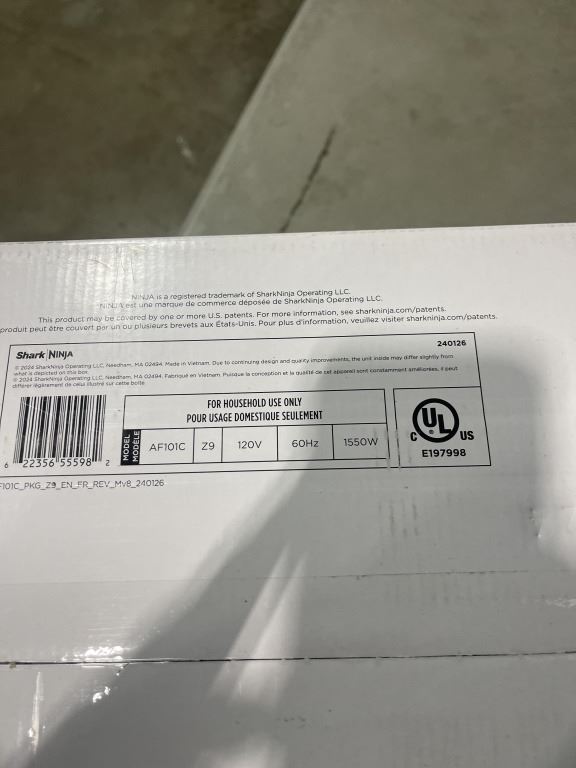 NINJA is a registered trademark of SharkNinja Operating LLC.
NINJA est une marque de commerce déposée de SharkNinja Operating LLC.
This product may be covered by one or more U.S. patents. For more information, see sharkninja.com/patents.
produit peut être couvert par un ou plusieurs brevets aux États-Unis. Pour plus d'information, veuillez visiter sharkninja.com/patents.
240126
Shark | NINJA
© 2024 SharkNinja Operating LLC, Needham, MA 02494. Made in Vietnam. Due to continuing design and quality improvements, the unit inside may differ slightly from
what is depicted on this box.
© 2024 SharkNinja Operating LLC, Needham, MA 02494. Fabriqué en Vietnam. Puisque la conception et la qualité de cet appareil sont constamment améliorées, il peut
différer légèrement de celui illustré sur cette boîte.
FOR HOUSEHOLD USE ONLY
POUR USAGE DOMESTIQUE SEULEMENT
MODEL
MODÈLE
AF101C Z9 120V 60Hz 1550W
C UL ® US
E197998
6 22356 55598 2
F101C_PKG_Z9_EN_FR_REV_Mv8_240126